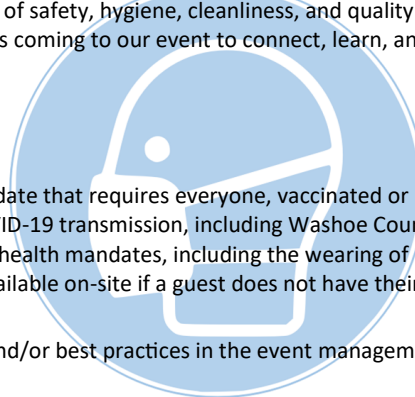 of safety, hygiene, cleanliness, and quality
s coming to our event to connect, learn, an
date that requires everyone, vaccinated or
ID-19 transmission, including Washoe Cour
health mandates, including the wearing of
ailable on-site if a guest does not have thei
nd/or best practices in the event managem